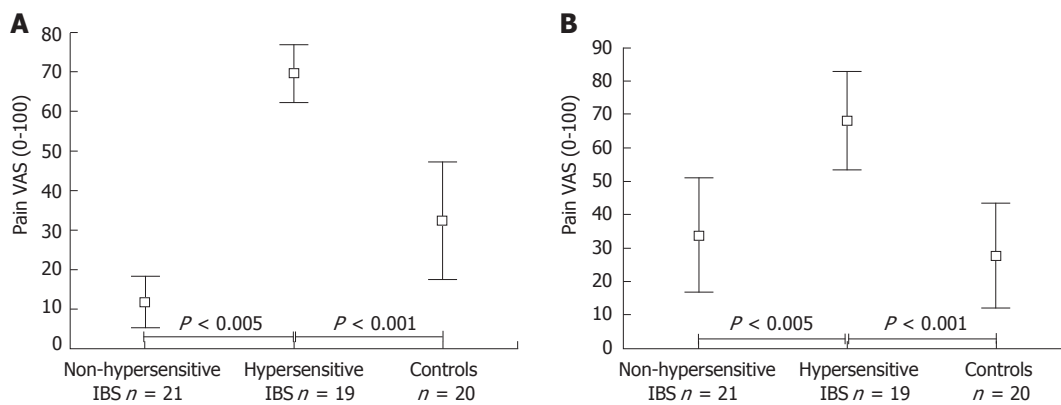 A
Pain VAS (0-100)
80
70
60
50
40
30
20
10
0
P < 0.005
P < 0.001
Non-hypersensitive
IBS n = 21
Hypersensitive
IBS n = 19
Controls
n = 20
B
Pain VAS (0-100)
90
80
70
60
50
40
30
20
10
0
P < 0.005
P < 0.001
Non-hypersensitive
IBS n = 21
Hypersensitive
IBS n = 19
Controls
n = 20